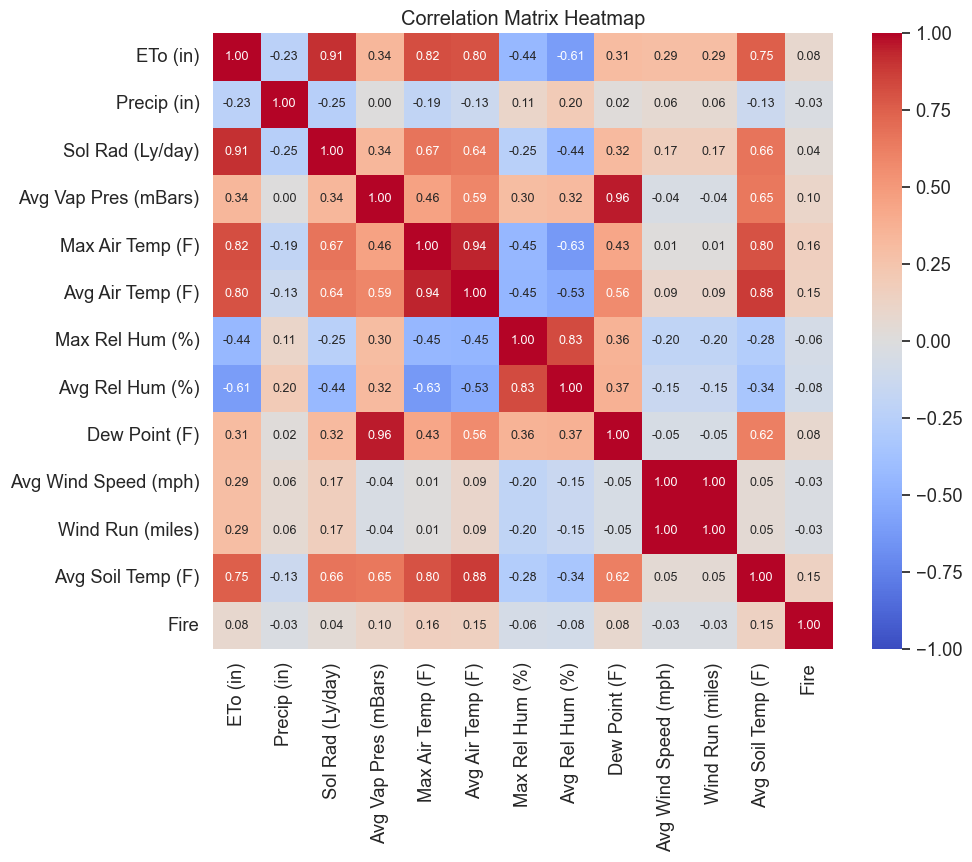 Correlation Matrix Heatmap
ETo (in) 1.00 -0.23 0.91 0.34 0.82 0.80 -0.44 -0.61 0.31 0.29 0.29 0.75 0.08
Precip (in) -0.23 1.00 -0.25 0.00 -0.19 -0.13 0.11 0.20 0.02 0.06 0.06 -0.13 -0.03
Sol Rad (Ly/day) 0.91 -0.25 1.00 0.34 0.67 0.64 -0.25 -0.44 0.32 0.17 0.17 0.66 0.04
Avg Vap Pres (mBars) 0.34 0.00 0.34 1.00 0.46 0.59 0.30 0.32 0.96 -0.04 -0.04 0.65 0.10
Max Air Temp (F) 0.82 -0.19 0.67 0.46 1.00 0.94 -0.45 -0.63 0.43 0.01 0.01 0.80 0.16
Avg Air Temp (F) 0.80 -0.13 0.64 0.59 0.94 1.00 -0.45 -0.53 0.56 0.09 0.09 0.88 0.15
Max Rel Hum (%) -0.44 0.11 -0.25 0.30 -0.45 -0.45 1.00 0.83 0.36 -0.20 -0.20 -0.28 -0.06
Avg Rel Hum (%) -0.61 0.20 -0.44 0.32 -0.63 -0.53 0.83 1.00 0.37 -0.15 -0.15 -0.34 -0.08
Dew Point (F) 0.31 0.02 0.32 0.96 0.43 0.56 0.36 0.37 1.00 -0.05 -0.05 0.62 0.08
Avg Wind Speed (mph) 0.29 0.06 0.17 -0.04 0.01 0.09 -0.20 -0.15 -0.05 1.00 1.00 0.05 -0.03
Wind Run (miles) 0.29 0.06 0.17 -0.04 0.01 0.09 -0.20 -0.15 -0.05 1.00 1.00 0.05 -0.03
Avg Soil Temp (F) 0.75 -0.13 0.66 0.65 0.80 0.88 -0.28 -0.34 0.62 0.05 0.05 1.00 0.15
Fire 0.08 -0.03 0.04 0.10 0.16 0.15 -0.06 -0.08 0.08 -0.03 -0.03 0.15 1.00
ETo (in)
Precip (in)
Sol Rad (Ly/day)
Avg Vap Pres (mBars)
Max Air Temp (F)
Avg Air Temp (F)
Max Rel Hum (%)
Avg Rel Hum (%)
Dew Point (F)
Avg Wind Speed (mph)
Wind Run (miles)
Avg Soil Temp (F)
Fire
1.00
0.75
0.50
0.25
0.00
−0.25
−0.50
−0.75
−1.00